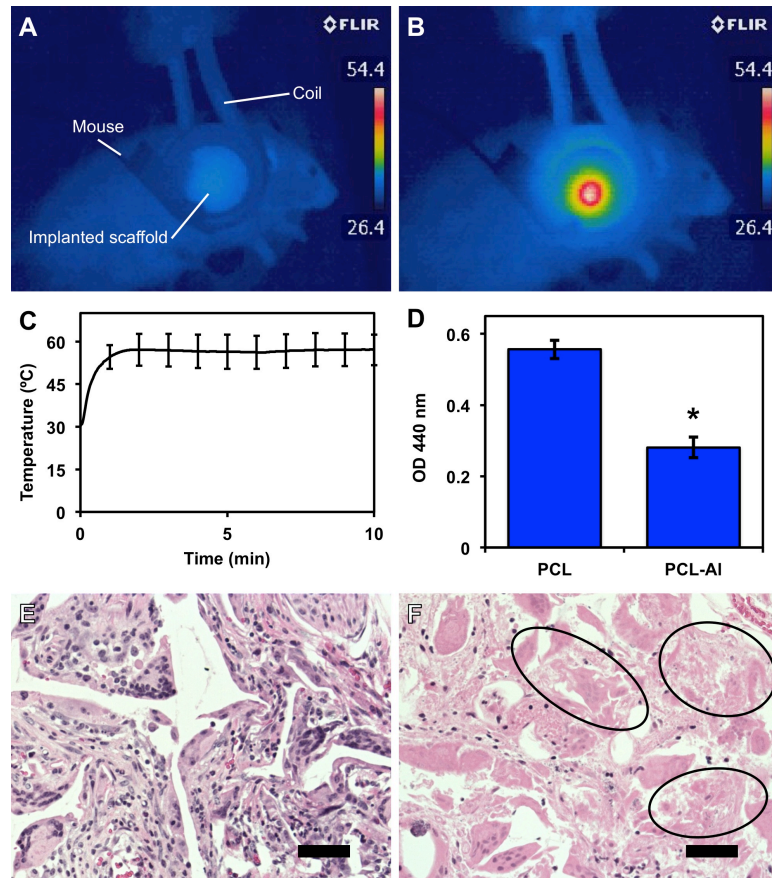 A
FLIR
54.4
Coil
Mouse
Implanted scaffold
26.4
B
FLIR
54.4
26.4
C
Temperature (ºC)
60
45
30
15
0
0
5
10
Time (min)
D
OD 440 nm
0.6
0.4
0.2
0
*
PCL
PCL-Al
E
F